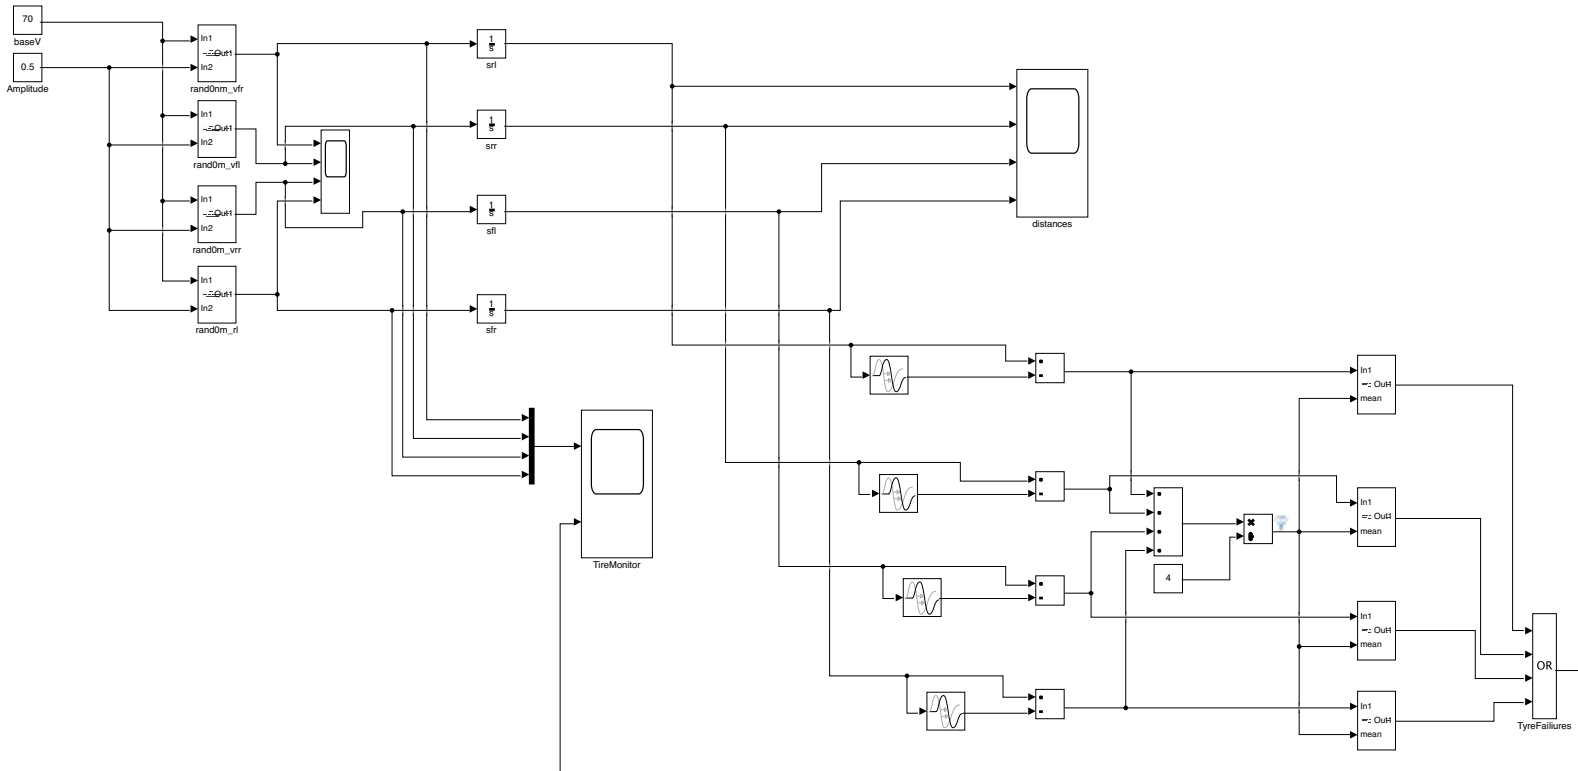 70
baseV
0.5
Amplitude
In1
Out1
In2
rand0nm_vfr
In1
Out1
In2
rand0m_vfl
In1
Out1
In2
rand0m_vrr
In1
Out1
In2
rand0m_rl
1
s
srl
1
s
srr
1
s
sfl
1
s
sfr
distances
TireMonitor
In1
Out1
mean
In1
Out1
mean
4
In1
Out1
mean
In1
Out1
mean
OR
TyreFailiures